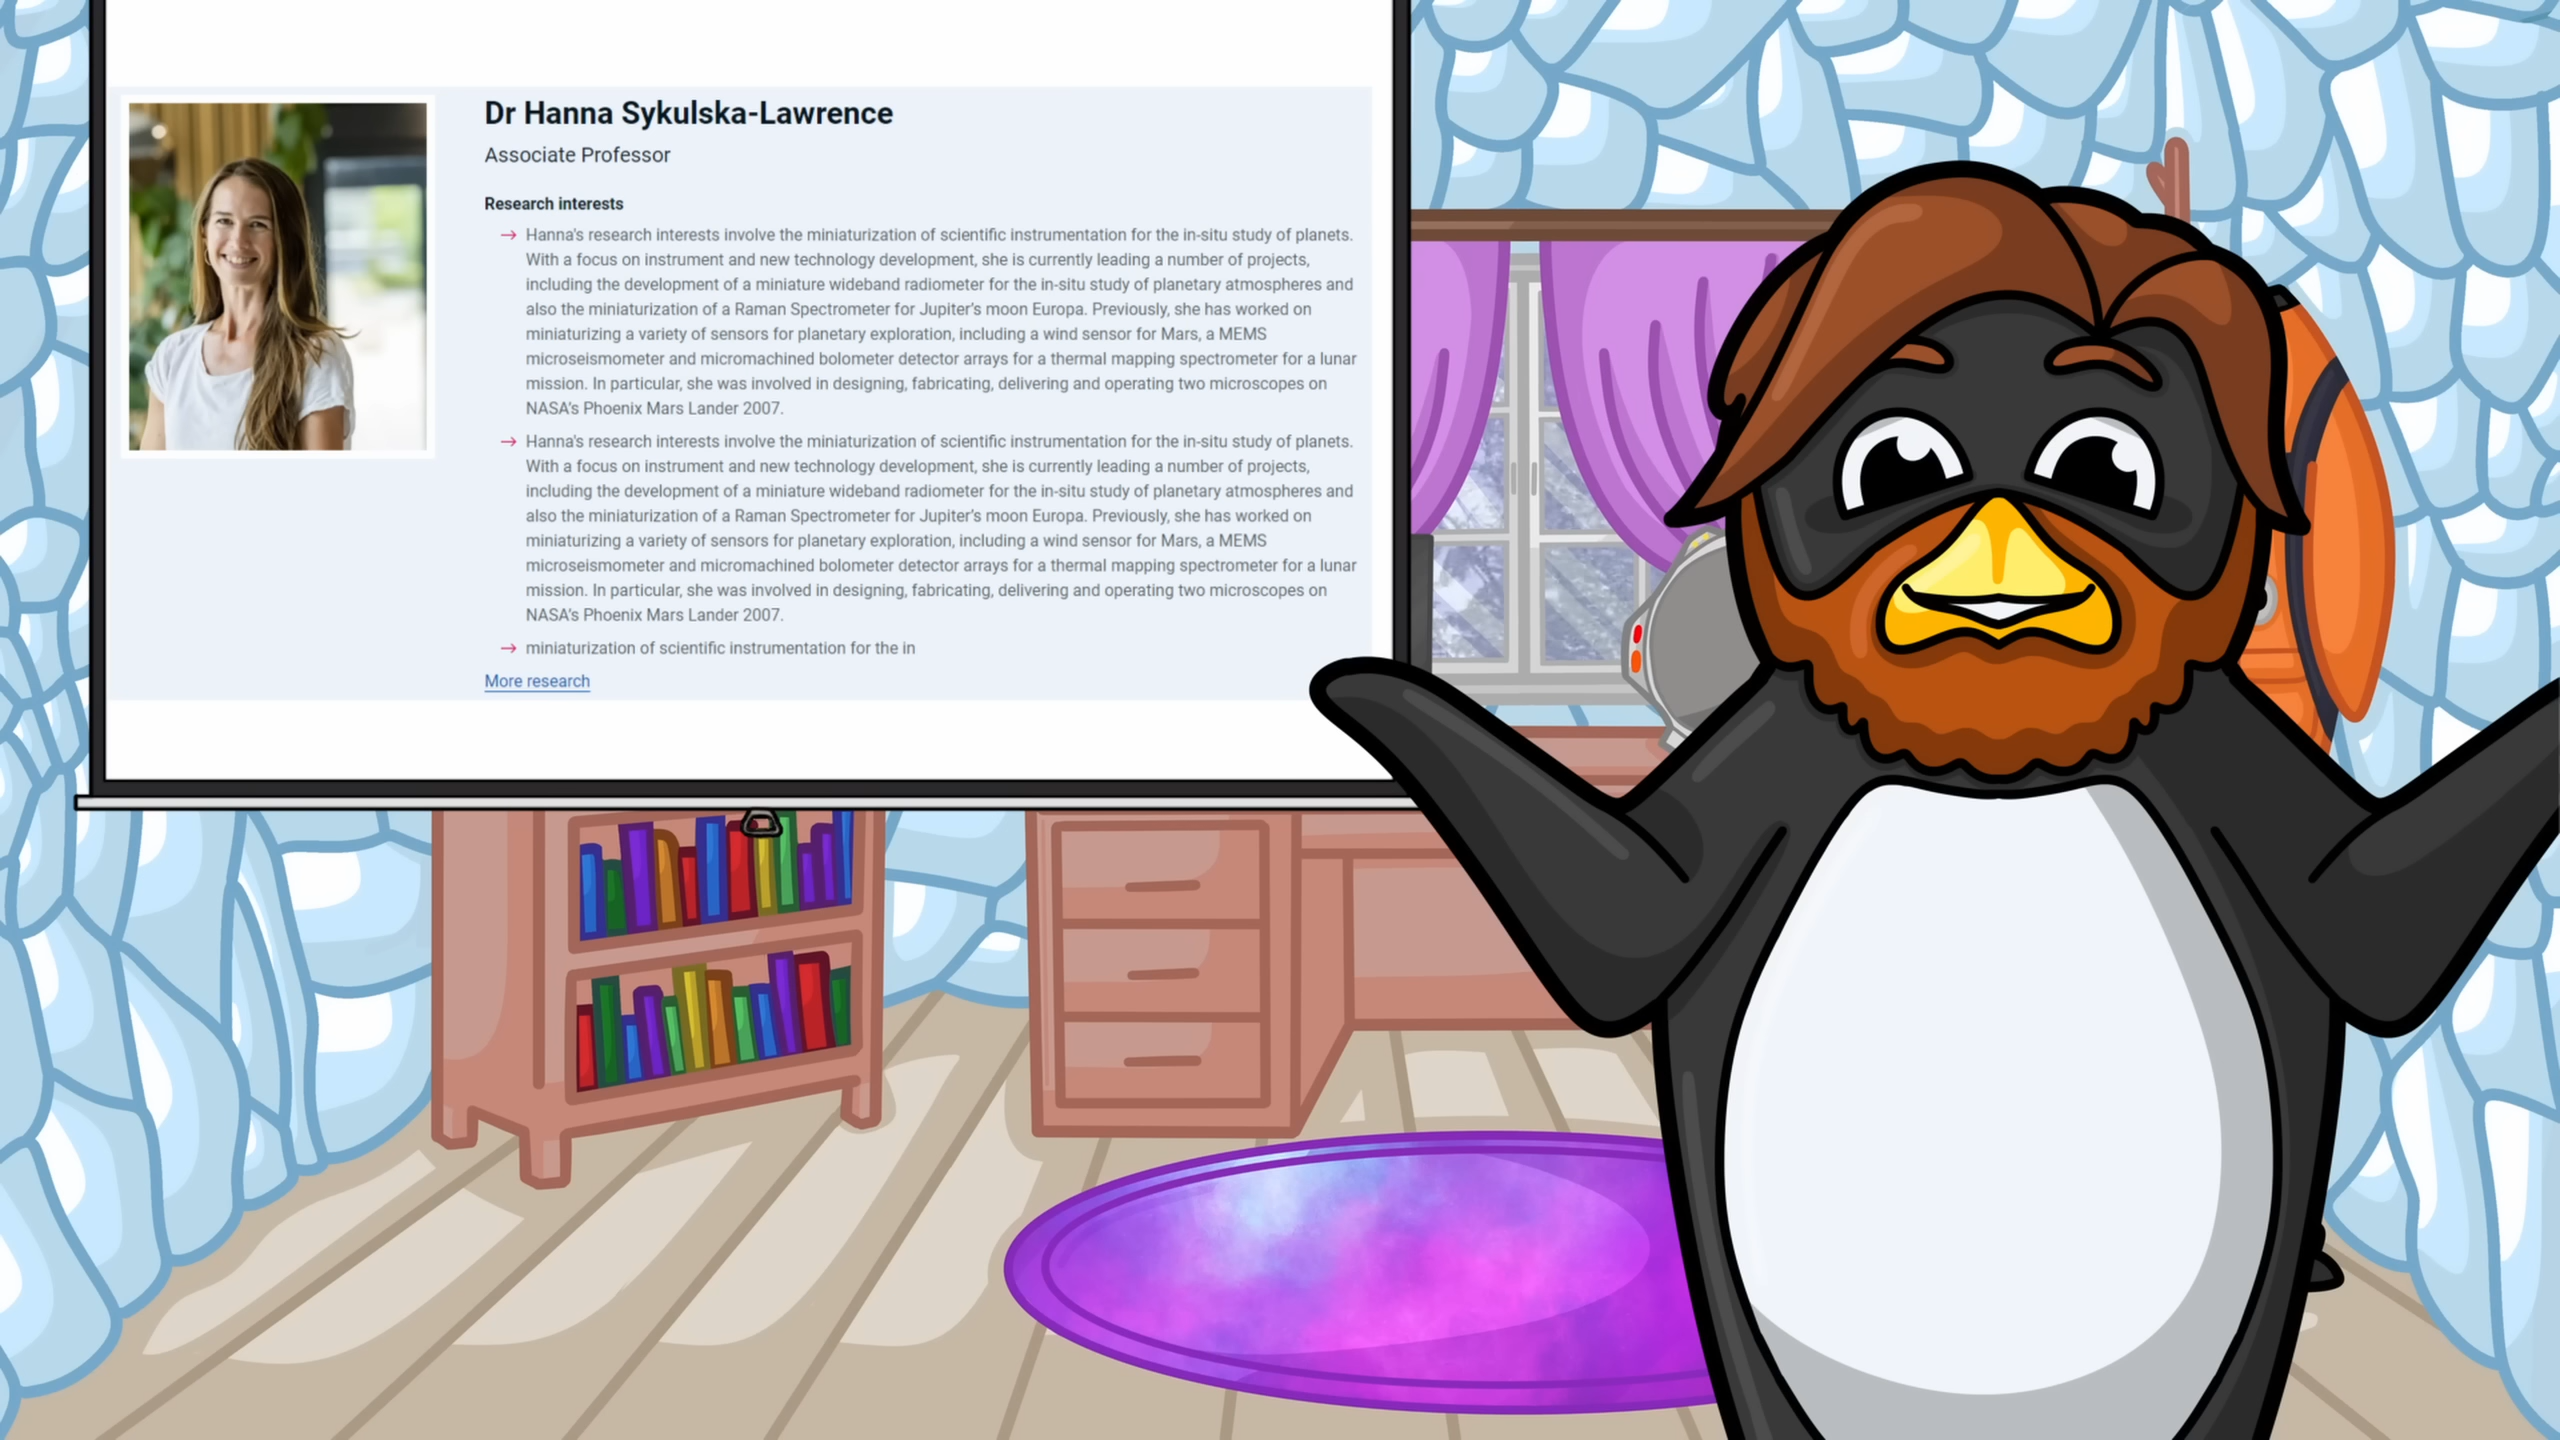 Dr Hanna Sykulska-Lawrence
Associate Professor
Research interests
→ Hanna's research interests involve the miniaturization of scientific instrumentation for the in-situ study of planets.
With a focus on instrument and new technology development, she is currently leading a number of projects,
including the development of a miniature wideband radiometer for the in-situ study of planetary atmospheres and
also the miniaturization of a Raman Spectrometer for Jupiter's moon Europa. Previously, she has worked on
miniaturizing a variety of sensors for planetary exploration, including a wind sensor for Mars, a MEMS
microseismometer and micromachined bolometer detector arrays for a thermal mapping spectrometer for a lunar
mission. In particular, she was involved in designing, fabricating, delivering and operating two microscopes on
NASA's Phoenix Mars Lander 2007.
→ Hanna's research interests involve the miniaturization of scientific instrumentation for the in-situ study of planets.
With a focus on instrument and new technology development, she is currently leading a number of projects,
including the development of a miniature wideband radiometer for the in-situ study of planetary atmospheres and
also the miniaturization of a Raman Spectrometer for Jupiter's moon Europa. Previously, she has worked on
miniaturizing a variety of sensors for planetary exploration, including a wind sensor for Mars, a MEMS
microseismometer and micromachined bolometer detector arrays for a thermal mapping spectrometer for a lunar
mission. In particular, she was involved in designing, fabricating, delivering and operating two microscopes on
NASA's Phoenix Mars Lander 2007.
→ miniaturization of scientific instrumentation for the in
More research